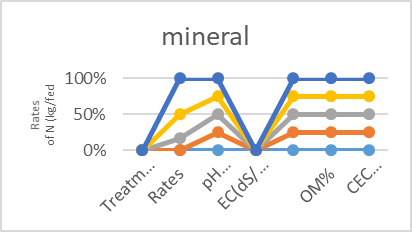 mineral
Rates
of N (kg/fed
100%
50%
0%
Treatm...
Rates
pH...
EC(dS/...
OM%
CEC...